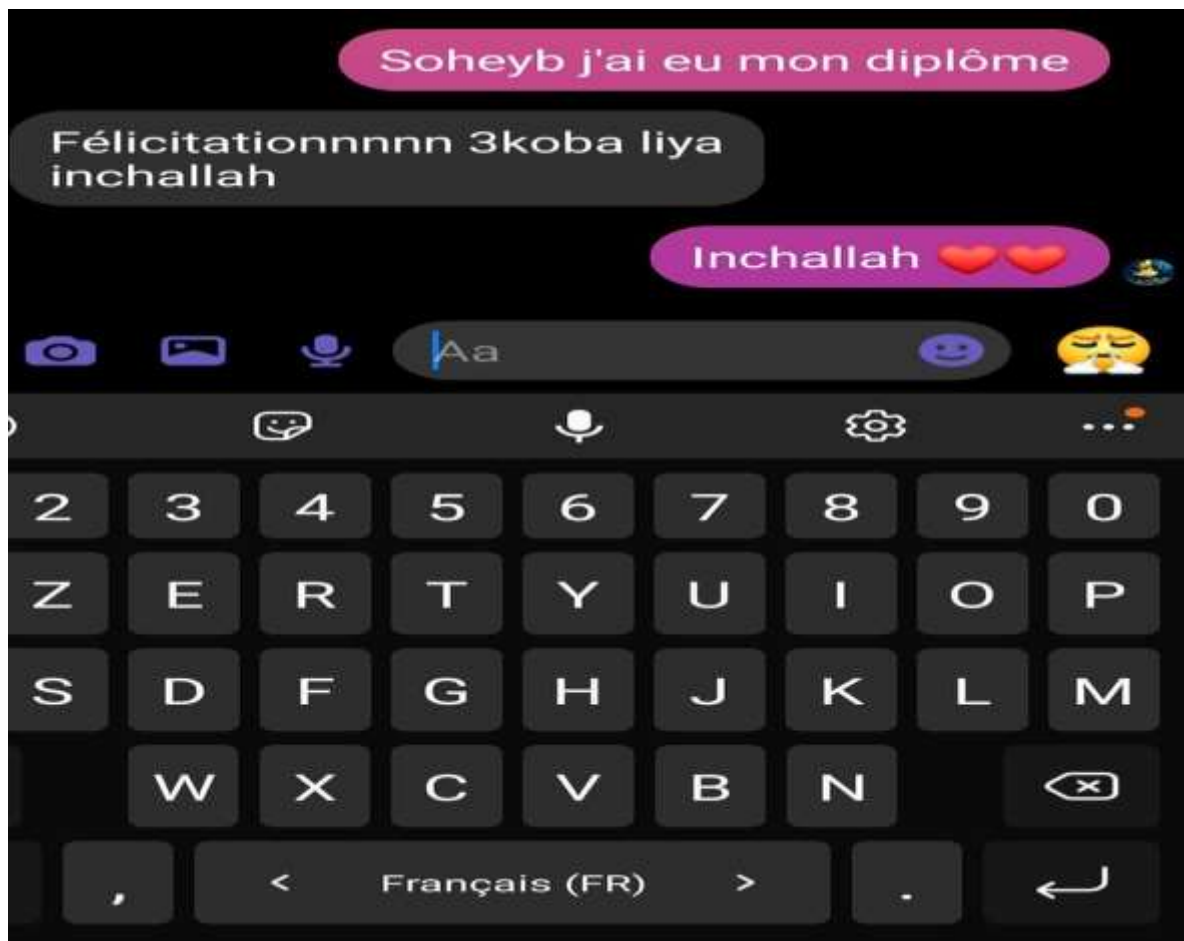 Soheyb j'ai eu mon diplôme
Félicitationnnnn 3koba liya
inchallah
Inchallah ❤️❤️
Aa
2 3 4 5 6 7 8 9 0
Z E R T Y U I O P
S D F G H J K L M
W X C V B N
, < Français (FR) > .